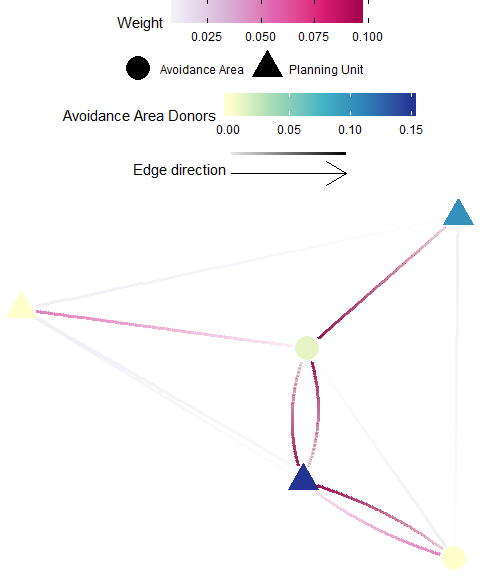 Weight
0.025 0.050 0.075 0.100
Avoidance Area Planning Unit
Avoidance Area Donors
0.00 0.05 0.10 0.15
Edge direction